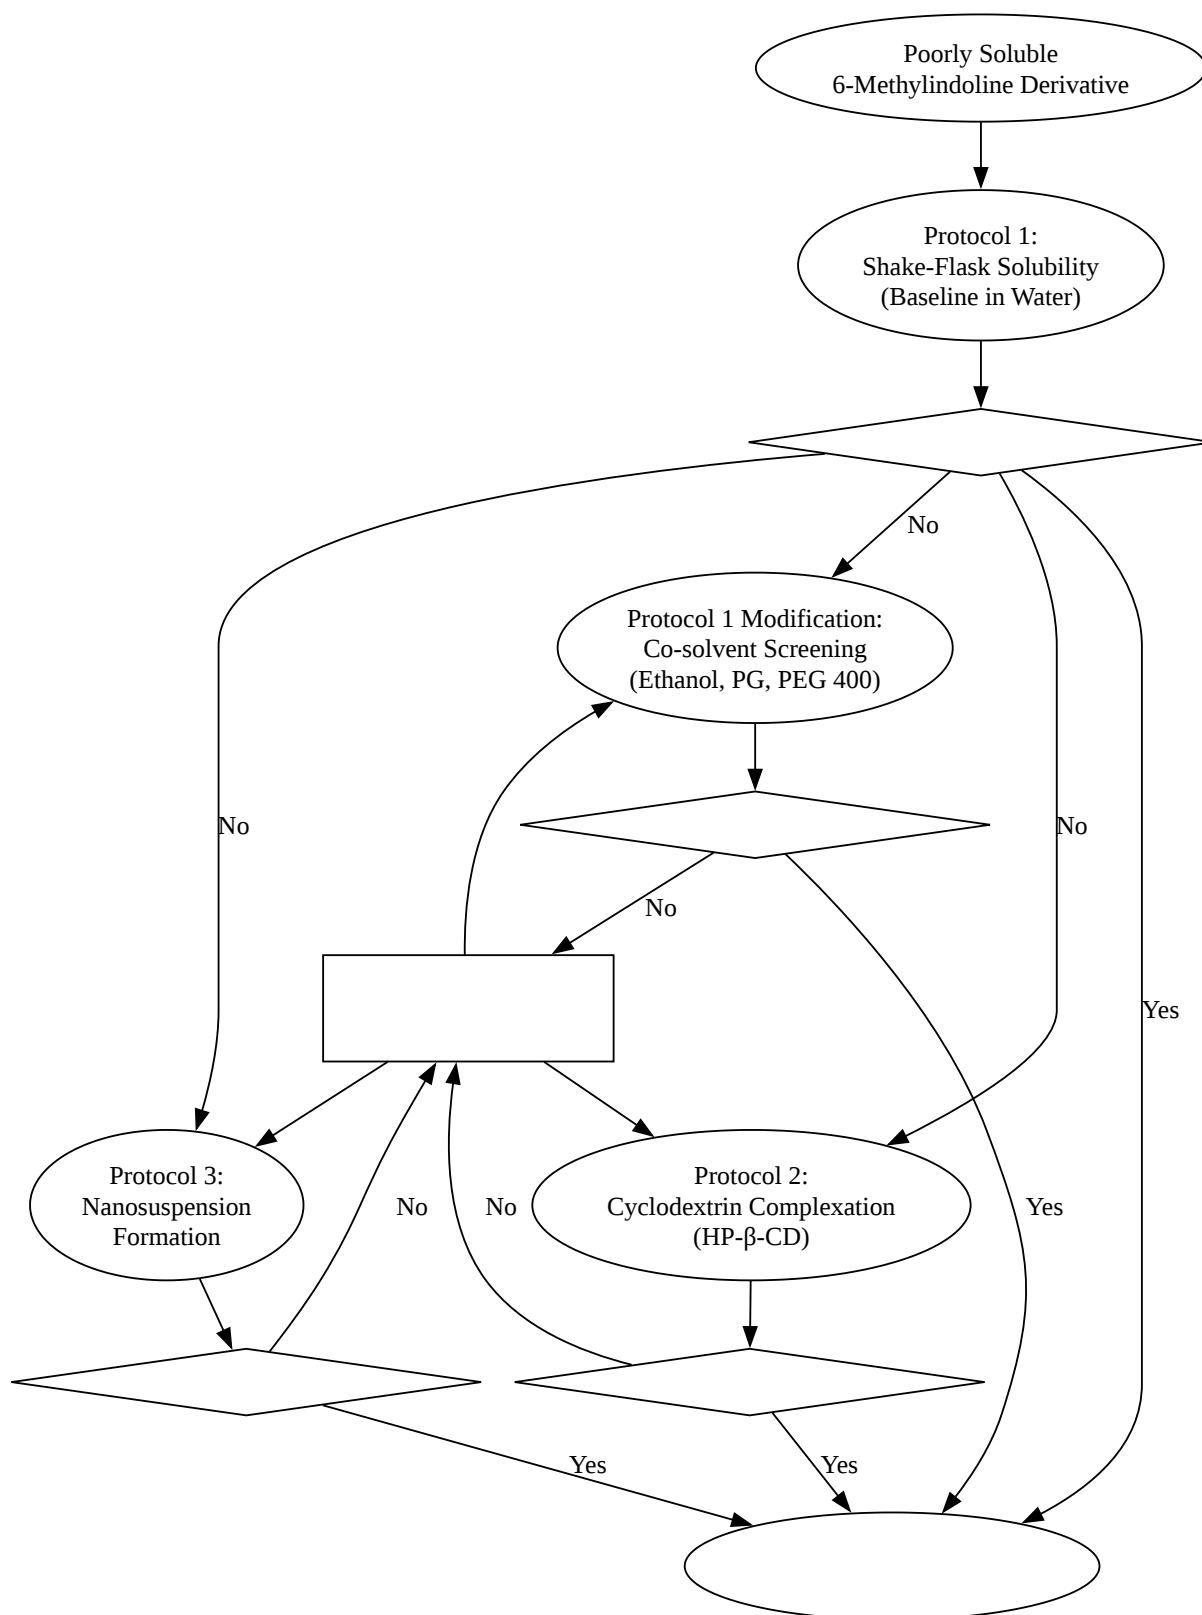 Poorly Soluble
6-Methylindoline Derivative
Protocol 1:
Shake-Flask Solubility
(Baseline in Water)
No
Protocol 1 Modification:
Co-solvent Screening
(Ethanol, PG, PEG 400)
No
No
No
Yes
Protocol 3:
Nanosuspension
Formation
No
No
Protocol 2:
Cyclodextrin Complexation
(HP-β-CD)
Yes
Yes
Yes